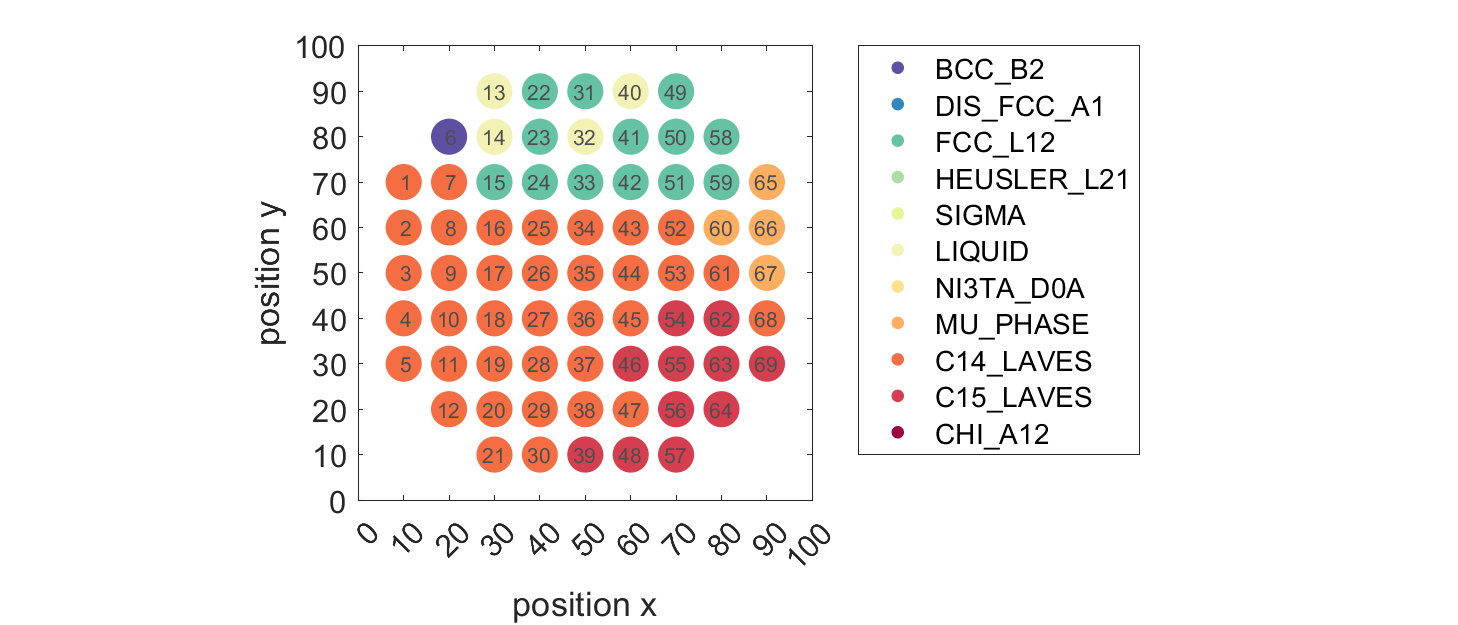 100
90
80
70
60
50
40
30
20
10
0
position y
13 22 31 40 49
6 14 23 32 41 50 58
1 7 15 24 33 42 51 59 65
2 8 16 25 34 43 52 60 66
3 9 17 26 35 44 53 61 67
4 10 18 27 36 45 54 62 68
5 11 19 28 37 46 55 63 69
12 20 29 38 47 56 64
21 30 39 48 57
0 10 20 30 40 50 60 70 80 90 100
position x
BCC_B2
DIS_FCC_A1
FCC_L12
HEUSLER_L21
SIGMA
LIQUID
NI3TA_D0A
MU_PHASE
C14_LAVES
C15_LAVES
CHI_A12